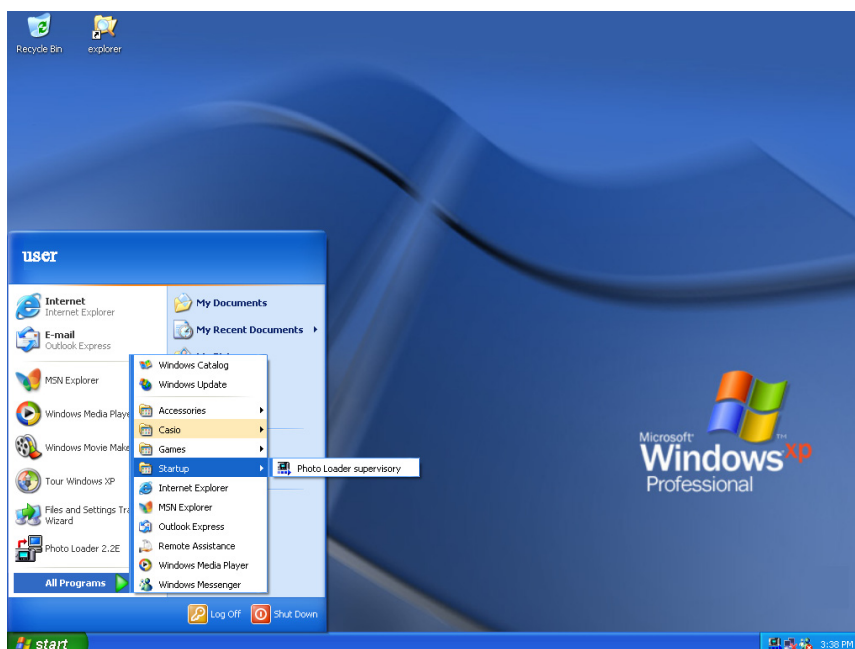 Recycle Bin
explorer
user
Internet
Internet Explorer
E-mail
Outlook Express
MSN Explorer
Windows Media Playe
Windows Movie Make
Tour Windows XP
Files and Settings Tra
Wizard
Photo Loader 2.2E
All Programs
My Documents
My Recent Documents
Windows Catalog
Windows Update
Accessories
Casio
Games
Startup
Internet Explorer
MSN Explorer
Outlook Express
Remote Assistance
Windows Media Player
Windows Messenger
Photo Loader supervisory
Log Off
Shut Down
Microsoft
Windows xp
Professional
start
3:38 PM